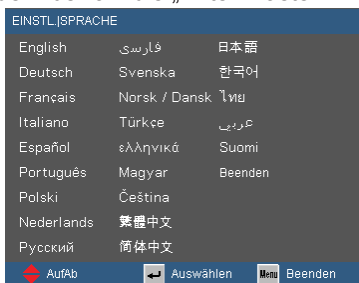 EINSTL.|SPRACHE
English فارسی 日本語
Deutsch Svenska 한국어
Français Norsk / Dansk ไทย
Italiano Türkçe عربي
Español ελληνικά Suomi
Português Magyar Beenden
Polski Čeština
Nederlands 繁體中文
Русский 简体中文
AufAb Auswählen Menu Beenden